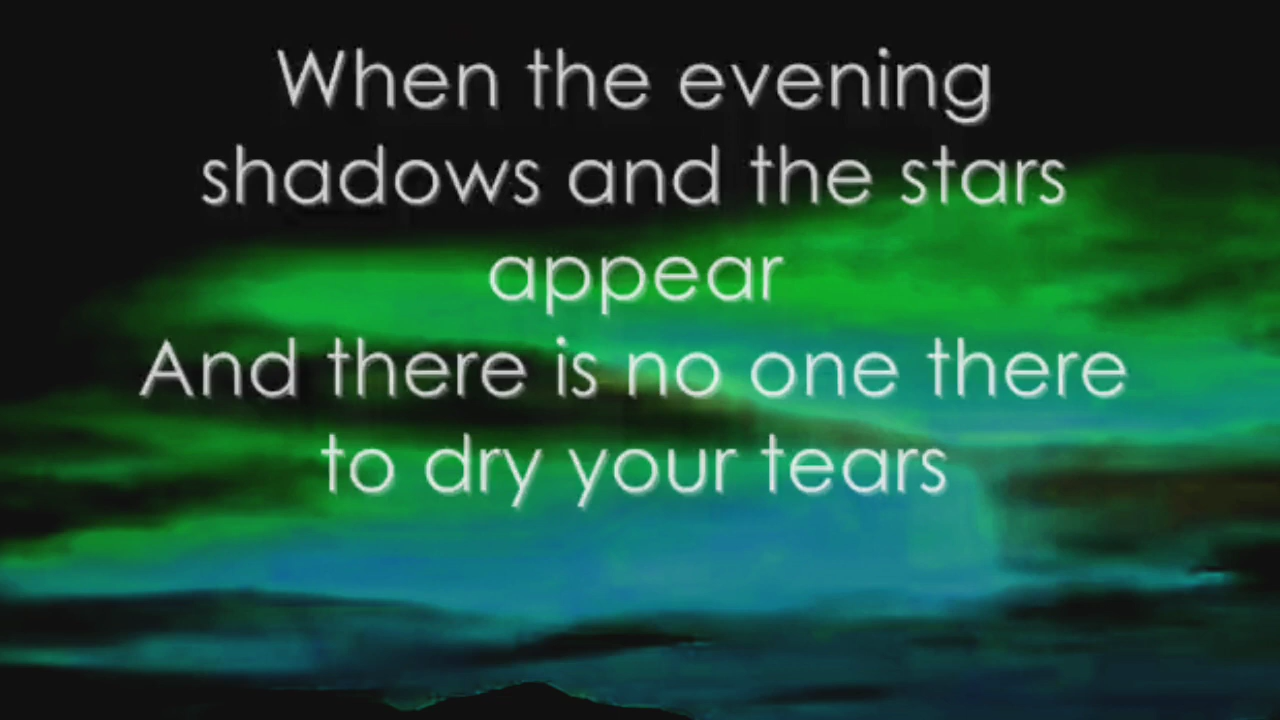 When the evening
shadows and the stars
appear
And there is no one there
to dry your tears